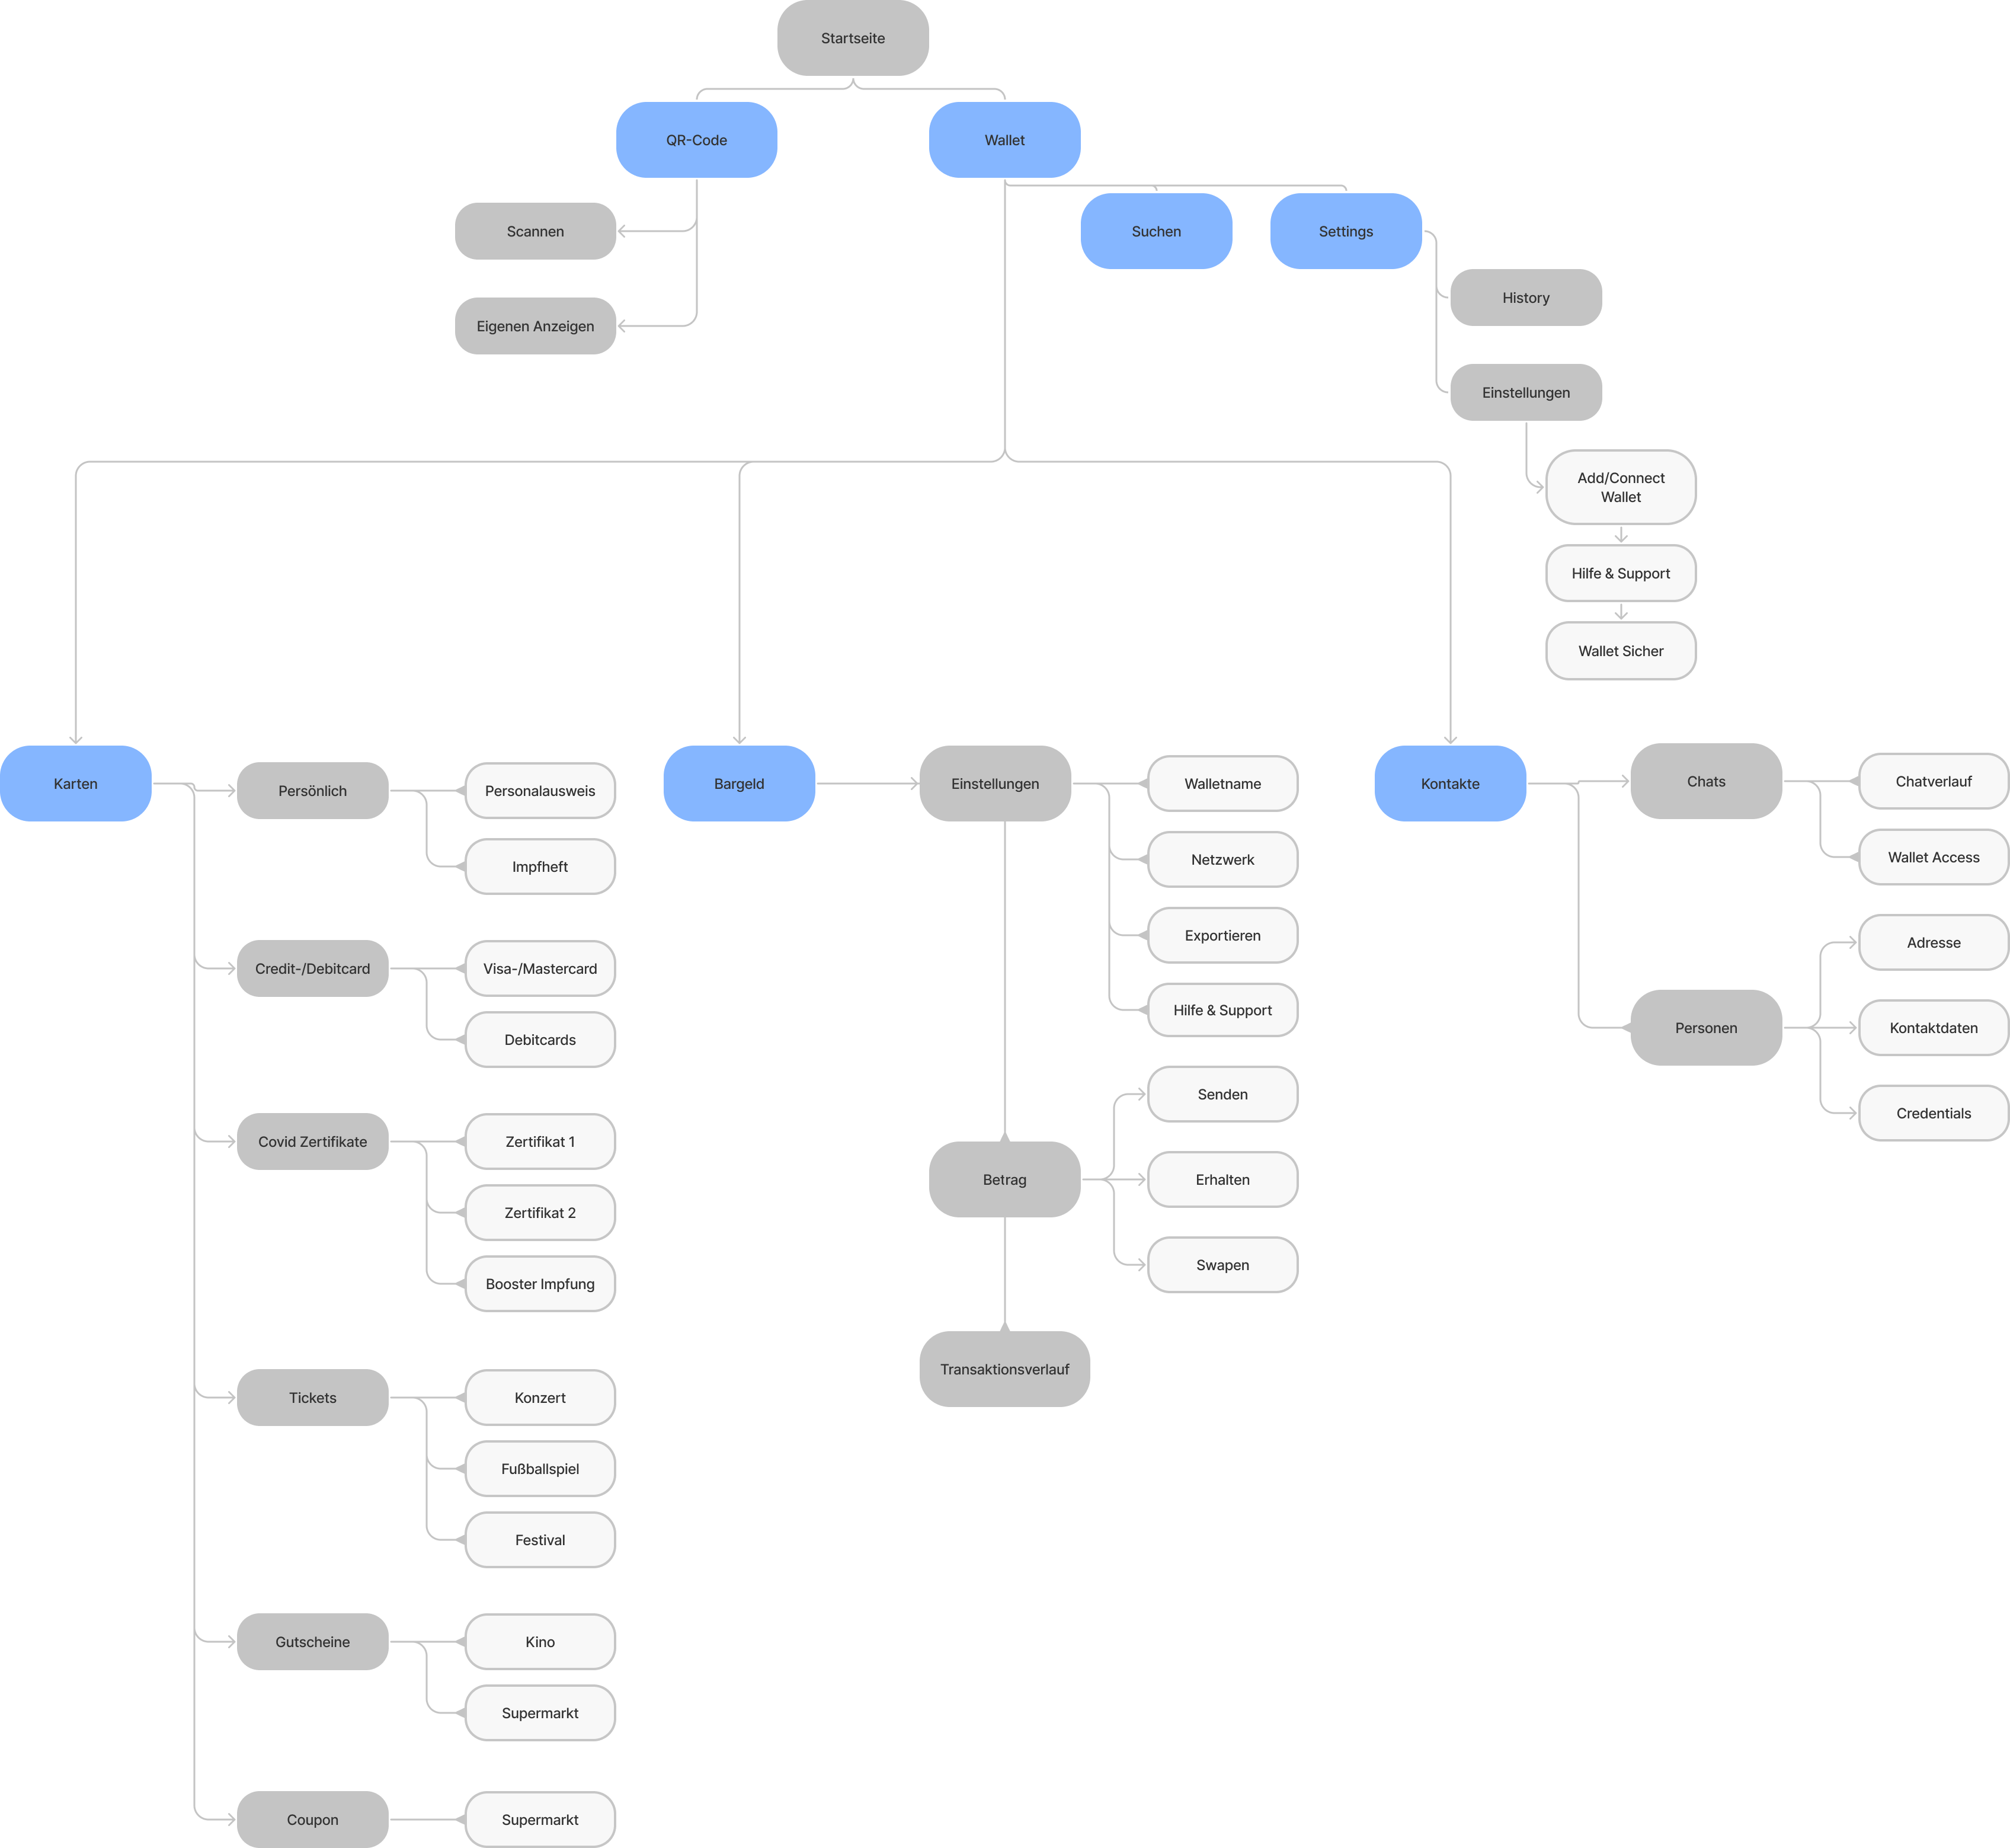 Startseite
QR-Code
Wallet
Scannen
Suchen
Settings
Eigenen Anzeigen
History
Einstellungen
Add/Connect
Wallet
Hilfe & Support
Wallet Sicher
Karten
Persönlich
Personalausweis
Impfheft
Credit-/Debitcard
Visa-/Mastercard
Debitcards
Covid Zertifikate
Zertifikat 1
Zertifikat 2
Booster Impfung
Tickets
Konzert
Fußballspiel
Festival
Gutscheine
Kino
Supermarkt
Coupon
Supermarkt
Bargeld
Einstellungen
Walletname
Netzwerk
Exportieren
Hilfe & Support
Betrag
Senden
Erhalten
Swapen
Transaktionsverlauf
Kontakte
Chats
Chatverlauf
Wallet Access
Personen
Adresse
Kontaktdaten
Credentials